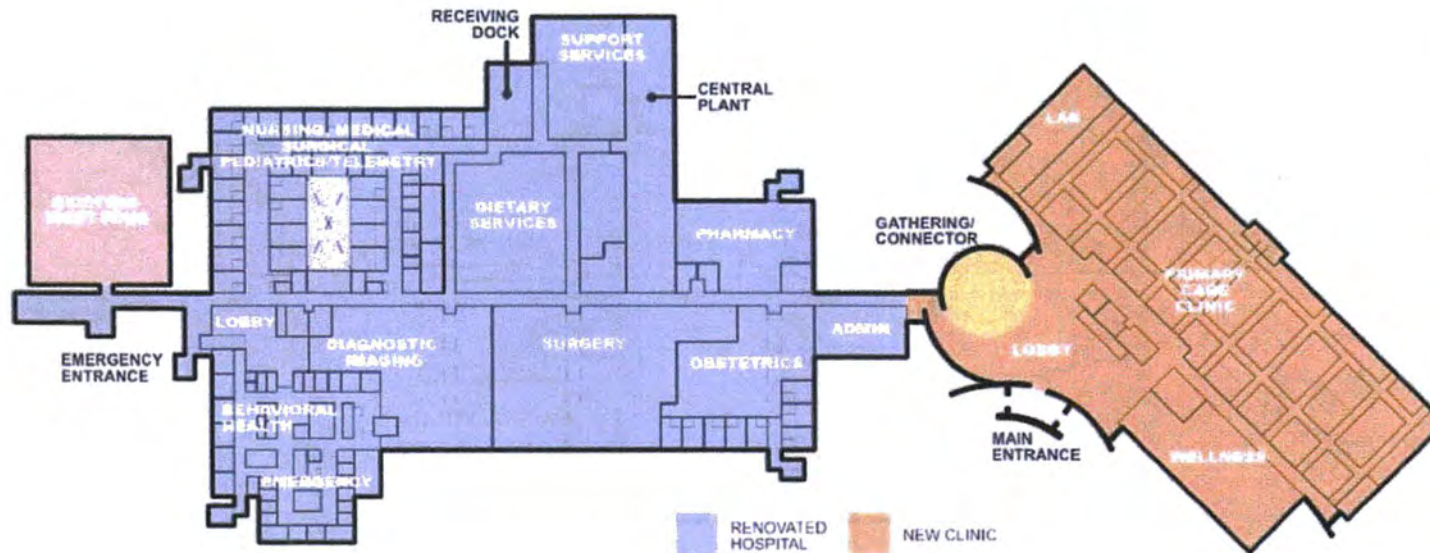 RECEIVING
DOCK
SUPPORT
SERVICES
CENTRAL
PLANT
NURSING, MEDICAL
SURGICAL
PEDIATRICS/TELEMETRY
LAB
DIETARY
SERVICES
PHARMACY
GATHERING/
CONNECTOR
PRIMARY
CARE
CLINIC
LOBBY
DIAGNOSTIC
IMAGING
SURGERY
ADMIN
OBSTETRICS
LOBBY
EMERGENCY
ENTRANCE
BEHAVIORAL
HEALTH
MAIN
ENTRANCE
WELLNESS
EMERGENCY
RENOVATED
HOSPITAL
NEW CLINIC